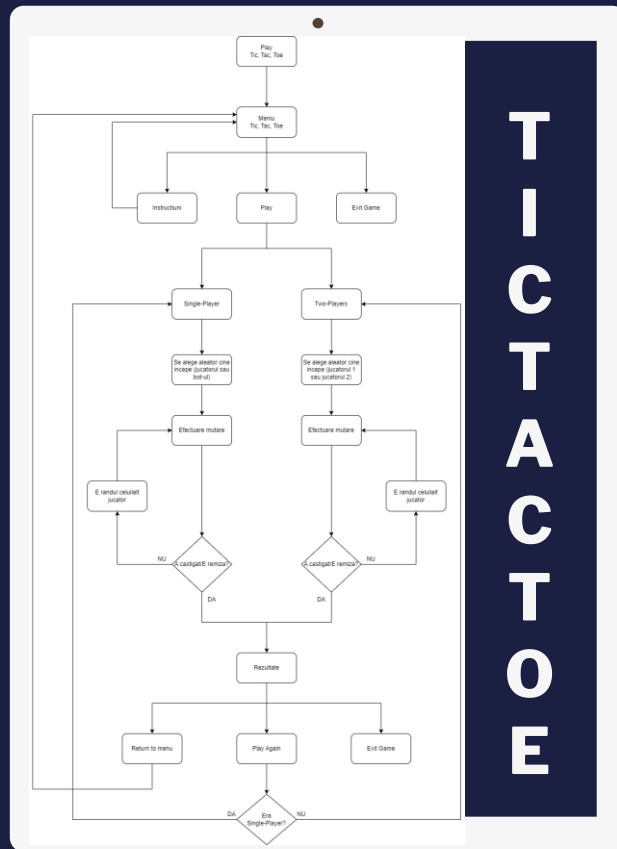 Play
Tic, Tac, Toe
Meniu
Tic, Tac, Toe
Instructiuni
Play
Exit Game
Single-Player
Two-Players
Se alege aleator cine
incepe (jucatorul sau
bot-ul)
Se alege aleator cine
incepe (jucatorul 1
sau jucatorul 2)
Efectuare mutare
Efectuare mutare
E randul celuilalt
jucator
E randul celuilalt
jucator
NU
A castigat/E remiza?
A castigat/E remiza?
NU
DA
DA
Rezultate
Return to menu
Play Again
Exit Game
DA
Era
Single-Player?
NU
T
I
C
T
A
C
T
O
E